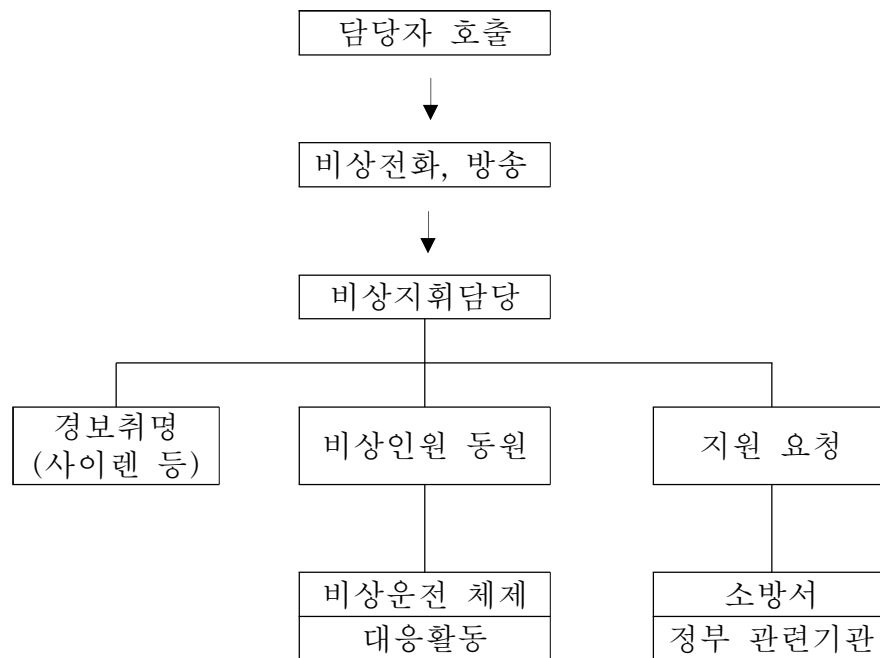 담당자 호출
비상전화, 방송
비상지휘담당
경보취명
(사이렌 등)
비상인원 동원
지원 요청
비상운전 체제
대응활동
소방서
정부 관련기관